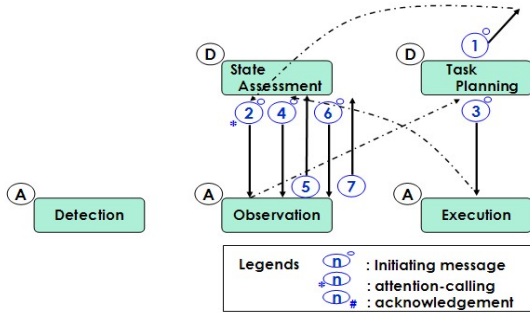 1
D
State
Assessment
D
Task
Planning
2
*
4
6
3
5
7
A
Detection
A
Observation
A
Execution
Legends
n : Initiating message
*n : attention-calling
n# : acknowledgement